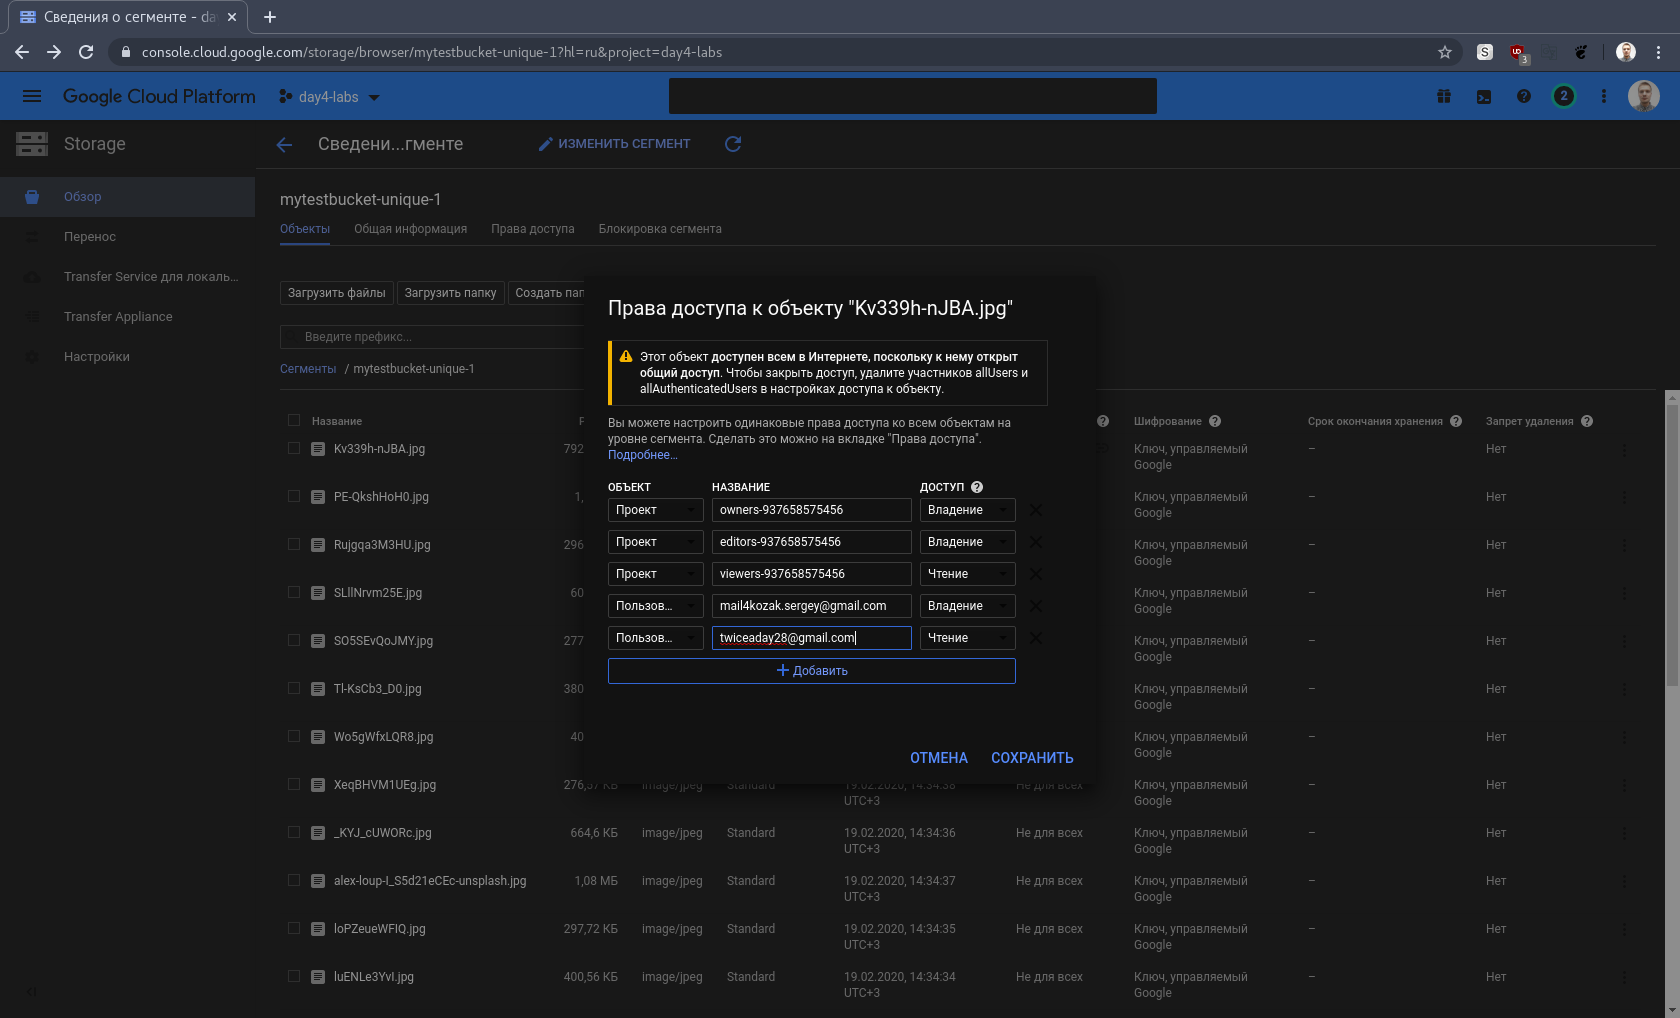 Сведения о сегменте - da
console.cloud.google.com/storage/browser/mytestbucket-unique-1?hl=ru&project=day4-labs
S
3
Google Cloud Platform
day4-labs
2
Storage
Сведени...гменте
ИЗМЕНИТЬ СЕГМЕНТ
Обзор
Перенос
Transfer Service для локаль...
Transfer Appliance
Настройки
mytestbucket-unique-1
Объекты Общая информация Права доступа Блокировка сегмента
Загрузить файлы Загрузить папку Создать пап
Введите префикс...
Сегменты / mytestbucket-unique-1
Права доступа к объекту "Kv339h-nJBA.jpg"
Этот объект доступен всем в Интернете, поскольку к нему открыт
общий доступ. Чтобы закрыть доступ, удалите участников allUsers и
allAuthenticatedUsers в настройках доступа к объекту.
Вы можете настроить одинаковые права доступа ко всем объектам на
уровне сегмента. Сделать это можно на вкладке "Права доступа".
Подробнее...
ОБЪЕКТ НАЗВАНИЕ ДОСТУП
Проект owners-937658575456 Владение
Проект editors-937658575456 Владение
Проект viewers-937658575456 Чтение
Пользов... mail4kozak.sergey@gmail.com Владение
Пользов... twiceaday28@gmail.com Чтение
Добавить
ОТМЕНА СОХРАНИТЬ
Название Шифрование Срок окончания хранения Запрет удаления
Kv339h-nJBA.jpg 792 Ключ, управляемый – Нет
Google
PE-QkshHoH0.jpg 1, Ключ, управляемый – Нет
Google
Rujgqa3M3HU.jpg 296 Ключ, управляемый – Нет
Google
SLlINrvm25E.jpg 60 Ключ, управляемый – Нет
Google
SO5SEvQoJMY.jpg 277 Ключ, управляемый – Нет
Google
Tl-KsCb3_D0.jpg 380 Ключ, управляемый – Нет
Google
Wo5gWfxLQR8.jpg 40 Ключ, управляемый – Нет
Google
XeqBHVM1UEg.jpg 276,57 КБ image/jpeg Standard 19.02.2020, 14:34:38 Не для всех Ключ, управляемый – Нет
UTC+3 Google
_KYJ_cUWORc.jpg 664,6 КБ image/jpeg Standard 19.02.2020, 14:34:36 Не для всех Ключ, управляемый – Нет
UTC+3 Google
alex-loup-I_S5d21eCEc-unsplash.jpg 1,08 МБ image/jpeg Standard 19.02.2020, 14:34:37 Не для всех Ключ, управляемый – Нет
UTC+3 Google
loPZeueWFIQ.jpg 297,72 КБ image/jpeg Standard 19.02.2020, 14:34:35 Не для всех Ключ, управляемый – Нет
UTC+3 Google
luENLe3YvI.jpg 400,56 КБ image/jpeg Standard 19.02.2020, 14:34:34 Не для всех Ключ, управляемый – Нет
UTC+3 Google